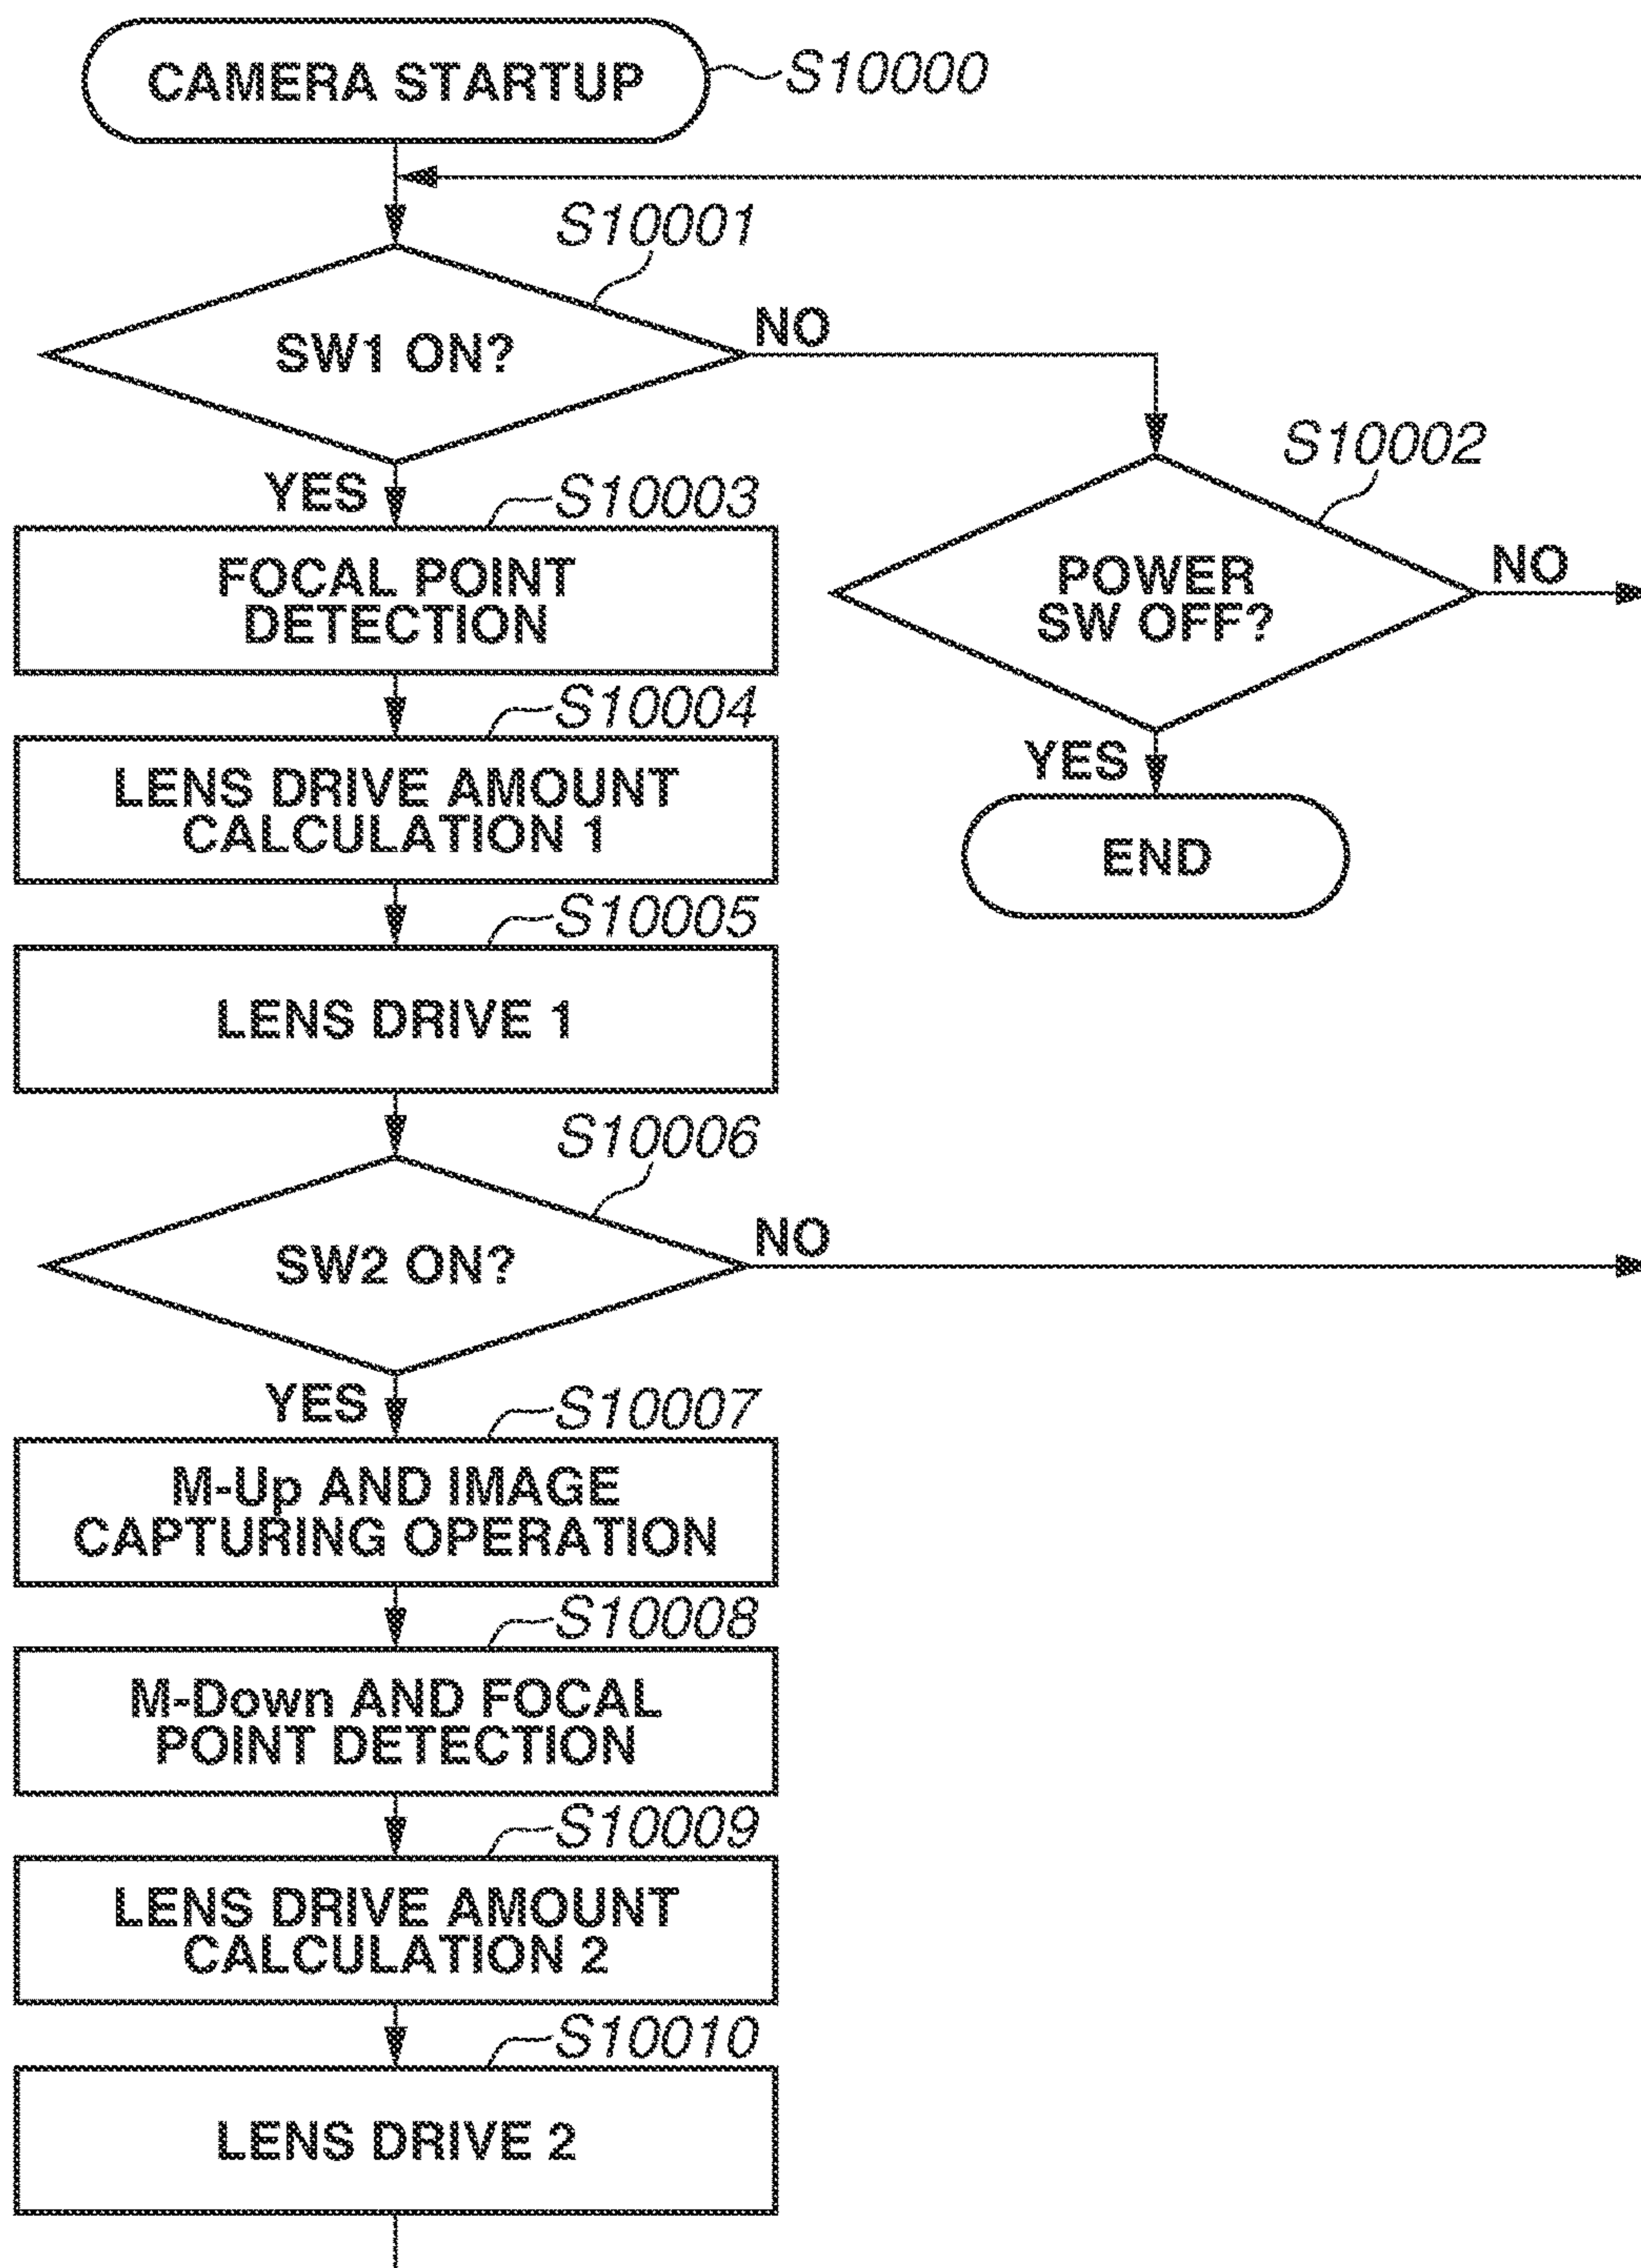 CAMERA STARTUP
S10000
S10001
SW1 ON?
NO
YES
S10002
POWER
SW OFF?
NO
YES
END
S10003
FOCAL POINT
DETECTION
S10004
LENS DRIVE AMOUNT
CALCULATION 1
S10005
LENS DRIVE 1
S10006
SW2 ON?
NO
YES
S10007
M-Up AND IMAGE
CAPTURING OPERATION
S10008
M-Down AND FOCAL
POINT DETECTION
S10009
LENS DRIVE AMOUNT
CALCULATION 2
S10010
LENS DRIVE 2